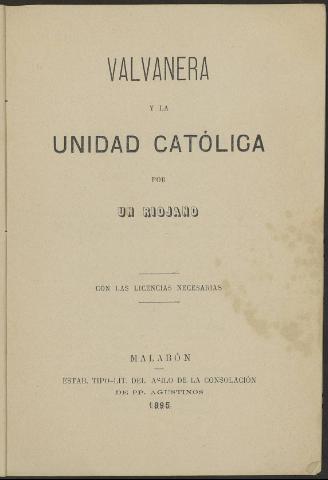 VALVANERA
Y LA
UNIDAD CATÓLICA
POR
UN RIOJANO
CON LAS LICENCIAS NECESARIAS
MALABÓN
ESTAB. TIPO-LIT. DEL ASILO DE LA CONSOLACIÓN
DE PP. AGUSTINOS
1895